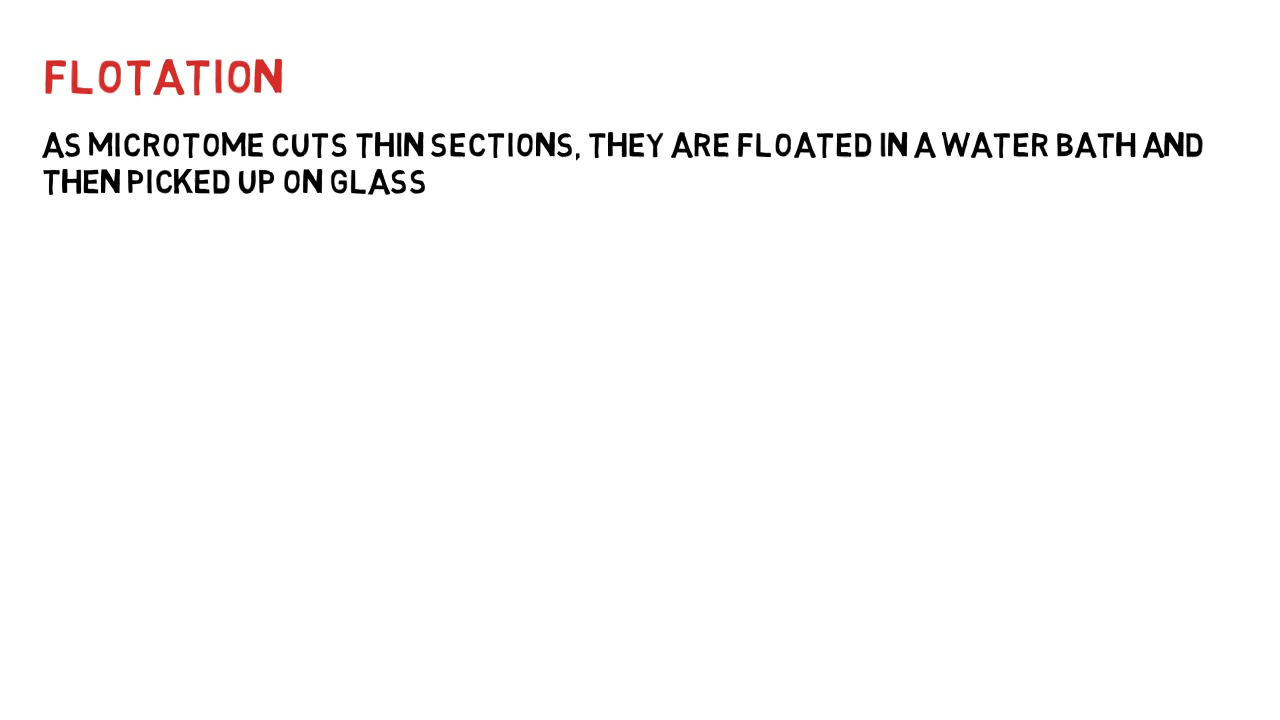 FLOTATION
AS MICROTOME CUTS THIN SECTIONS, THEY ARE FLOATED IN A WATER BATH AND
THEN PICKED UP ON GLASS